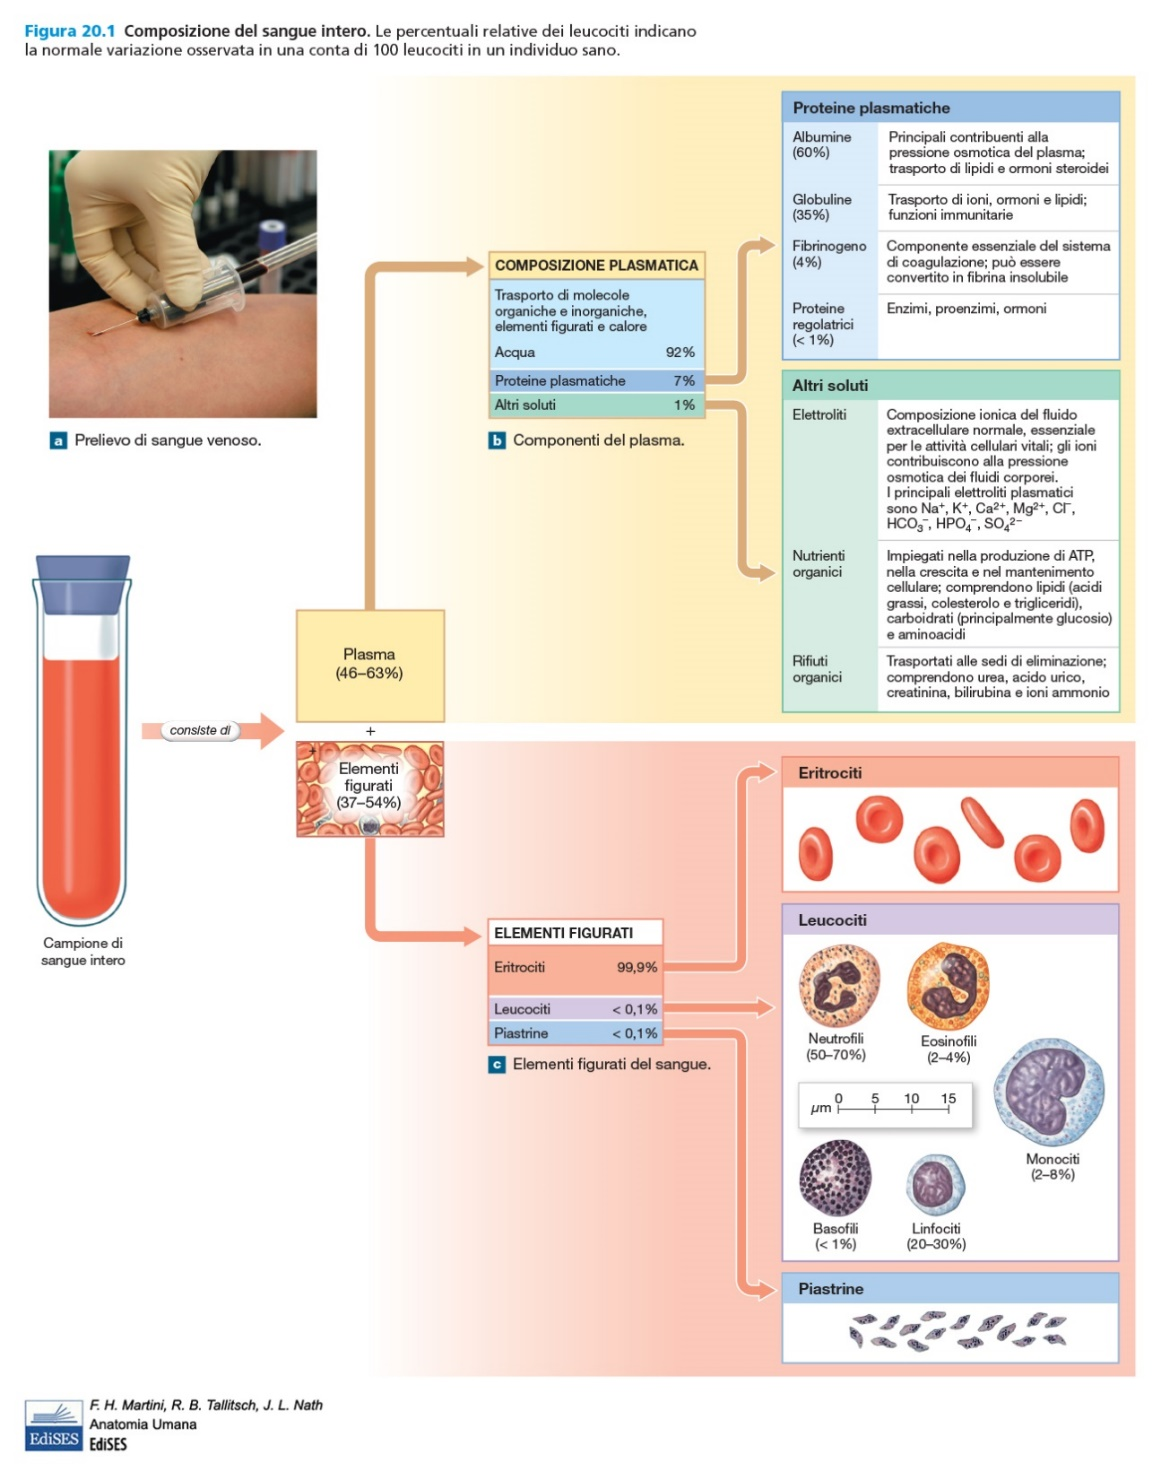 Figura 20.1 Composizione del sangue intero. Le percentuali relative dei leucociti indicano
la normale variazione osservata in una conta di 100 leucociti in un individuo sano.
a Prelievo di sangue venoso.
Campione di
sangue intero
consiste di
Plasma
(46–63%)
+
+
Elementi
figurati
(37–54%)
COMPOSIZIONE PLASMATICA
Trasporto di molecole
organiche e inorganiche,
elementi figurati e calore
Acqua 92%
Proteine plasmatiche 7%
Altri soluti 1%
b Componenti del plasma.
Proteine plasmatiche
Albumine
(60%)
Principali contribuenti alla
pressione osmotica del plasma;
trasporto di lipidi e ormoni steroidei
Globuline
(35%)
Trasporto di ioni, ormoni e lipidi;
funzioni immunitarie
Fibrinogeno
(4%)
Componente essenziale del sistema
di coagulazione; può essere
convertito in fibrina insolubile
Proteine
regolatrici
(< 1%)
Enzimi, proenzimi, ormoni
Altri soluti
Elettroliti
Composizione ionica del fluido
extracellulare normale, essenziale
per le attività cellulari vitali; gli ioni
contribuiscono alla pressione
osmotica dei fluidi corporei.
I principali elettroliti plasmatici
sono Na⁺, K⁺, Ca²⁺, Mg²⁺, Cl⁻,
HCO₃⁻, HPO₄⁻, SO₄²⁻
Nutrienti
organici
Impiegati nella produzione di ATP,
nella crescita e nel mantenimento
cellulare; comprendono lipidi (acidi
grassi, colesterolo e trigliceridi),
carboidrati (principalmente glucosio)
e aminoacidi
Rifiuti
organici
Trasportati alle sedi di eliminazione;
comprendono urea, acido urico,
creatinina, bilirubina e ioni ammonio
ELEMENTI FIGURATI
Eritrociti 99,9%
Leucociti < 0,1%
Piastrine < 0,1%
c Elementi figurati del sangue.
Eritrociti
Leucociti
Neutrofili
(50–70%)
Eosinofili
(2–4%)
µm 0 5 10 15
Monociti
(2–8%)
Basofili
(< 1%)
Linfociti
(20–30%)
Piastrine
F. H. Martini, R. B. Tallitsch, J. L. Nath
Anatomia Umana
EdiSES
EdiSES